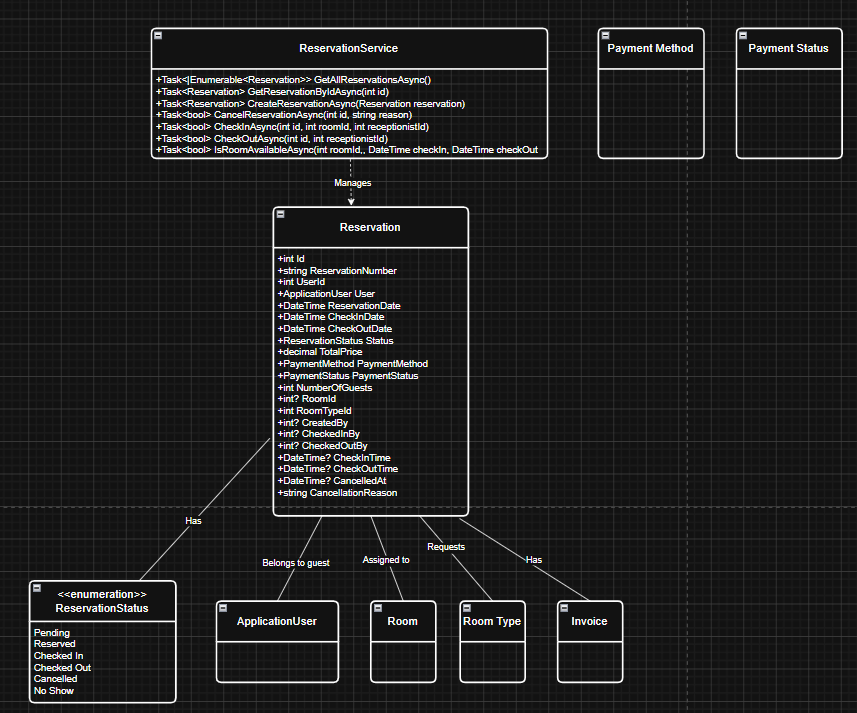 ReservationService
Payment Method
Payment Status
+Task<|Enumerable<Reservation>> GetAllReservationsAsync()
+Task<Reservation> GetReservationByIdAsync(int id)
+Task<Reservation> CreateReservationAsync(Reservation reservation)
+Task<bool> CancelReservationAsync(int id, string reason)
+Task<bool> CheckInAsync(int id, int roomId, int receptionistId)
+Task<bool> CheckOutAsync(int id, int receptionistId)
+Task<bool> IsRoomAvailableAsync(int roomId,, DateTime checkIn, DateTime checkOut
Manages
Reservation
+int Id
+string ReservationNumber
+int UserId
+ApplicationUser User
+DateTime ReservationDate
+DateTime CheckInDate
+DateTime CheckOutDate
+ReservationStatus Status
+decimal TotalPrice
+PaymentMethod PaymentMethod
+PaymentStatus PaymentStatus
+int NumberOfGuests
+int? RoomId
+int RoomTypeId
+int? CreatedBy
+int? CheckedInBy
+int? CheckedOutBy
+DateTime? CheckInTime
+DateTime? CheckOutTime
+DateTime? CancelledAt
+string CancellationReason
Has
Belongs to guest
Assigned to
Requests
Has
<<enumeration>>
ReservationStatus
Pending
Reserved
Checked In
Checked Out
Cancelled
No Show
ApplicationUser
Room
Room Type
Invoice